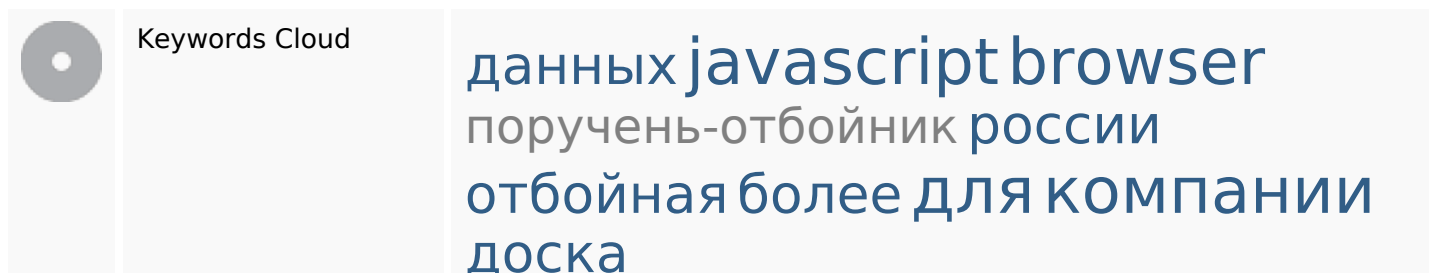 Keywords Cloud
данных javascript browser
поручень-отбойник россии
отбойная более для компании
доска